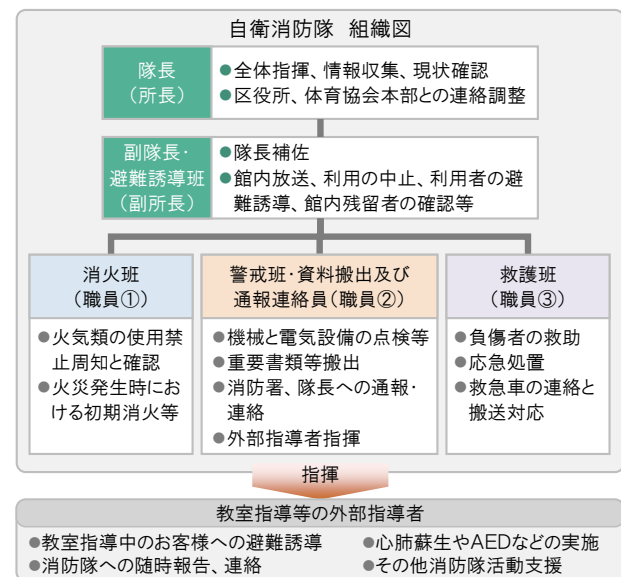 自衛消防隊 組織図
隊長
（所長）
●全体指揮、情報収集、現状確認
●区役所、体育協会本部との連絡調整
副隊長・
避難誘導班
（副所長）
●隊長補佐
●館内放送、利用の中止、利用者の避
難誘導、館内残留者の確認等
消火班
（職員①）
●火気類の使用禁
止周知と確認
●火災発生時にお
ける初期消火等
警戒班・資料搬出及び
通報連絡員（職員②）
●機械と電気設備の点検等
●重要書類等搬出
●消防署、隊長への通報・
連絡
●外部指導者指揮
救護班
（職員③）
●負傷者の救助
●応急処置
●救急車の連絡と
搬送対応
指揮
教室指導等の外部指導者
●教室指導中のお客様への避難誘導
●消防隊への随時報告、連絡
●心肺蘇生やAEDなどの実施
●その他消防隊活動支援